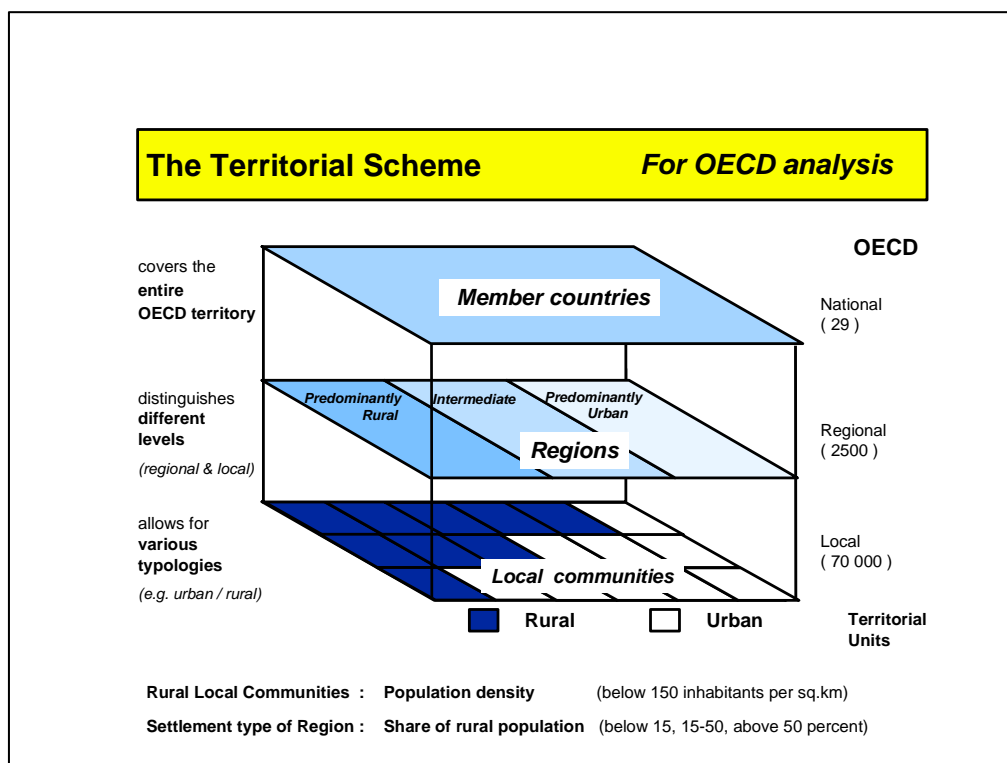 The Territorial Scheme For OECD analysis
OECD
covers the
entire
OECD territory
Member countries
National
( 29 )
distinguishes
different
levels
(regional & local)
Predominantly
Rural
Intermediate
Predominantly
Urban
Regions
Regional
( 2500 )
allows for
various
typologies
(e.g. urban / rural)
Local communities
Local
( 70 000 )
Rural
Urban
Territorial
Units
Rural Local Communities : Population density (below 150 inhabitants per sq.km)
Settlement type of Region : Share of rural population (below 15, 15-50, above 50 percent)